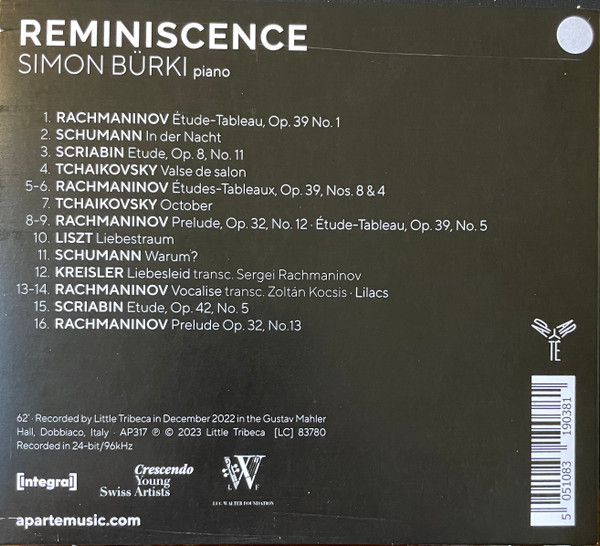 REMINISCENCE
SIMON BÜRKI piano
1. RACHMANINOV Étude-Tableau, Op. 39 No. 1
2. SCHUMANN In der Nacht
3. SCRIABIN Etude, Op. 8, No. 11
4. TCHAIKOVSKY Valse de salon
5-6. RACHMANINOV Études-Tableaux, Op. 39, Nos. 8 & 4
7. TCHAIKOVSKY October
8-9. RACHMANINOV Prelude, Op. 32, No. 12 · Étude-Tableau, Op. 39, No. 5
10. LISZT Liebestraum
11. SCHUMANN Warum?
12. KREISLER Liebesleid transc. Sergei Rachmaninov
13-14. RACHMANINOV Vocalise transc. Zoltán Kocsis · Lilacs
15. SCRIABIN Etude, Op. 42, No. 5
16. RACHMANINOV Prelude Op. 32, No.13
62' · Recorded by Little Tribeca in December 2022 in the Gustav Mahler
Hall, Dobbiaco, Italy · AP317 ℗ © 2023 Little Tribeca [LC] 83780
Recorded in 24-bit/96kHz
[integral]
Crescendo
Young
Swiss Artists
W
L F
LUC WALTER FOUNDATION
apartemusic.com
TE
5 051083 190381